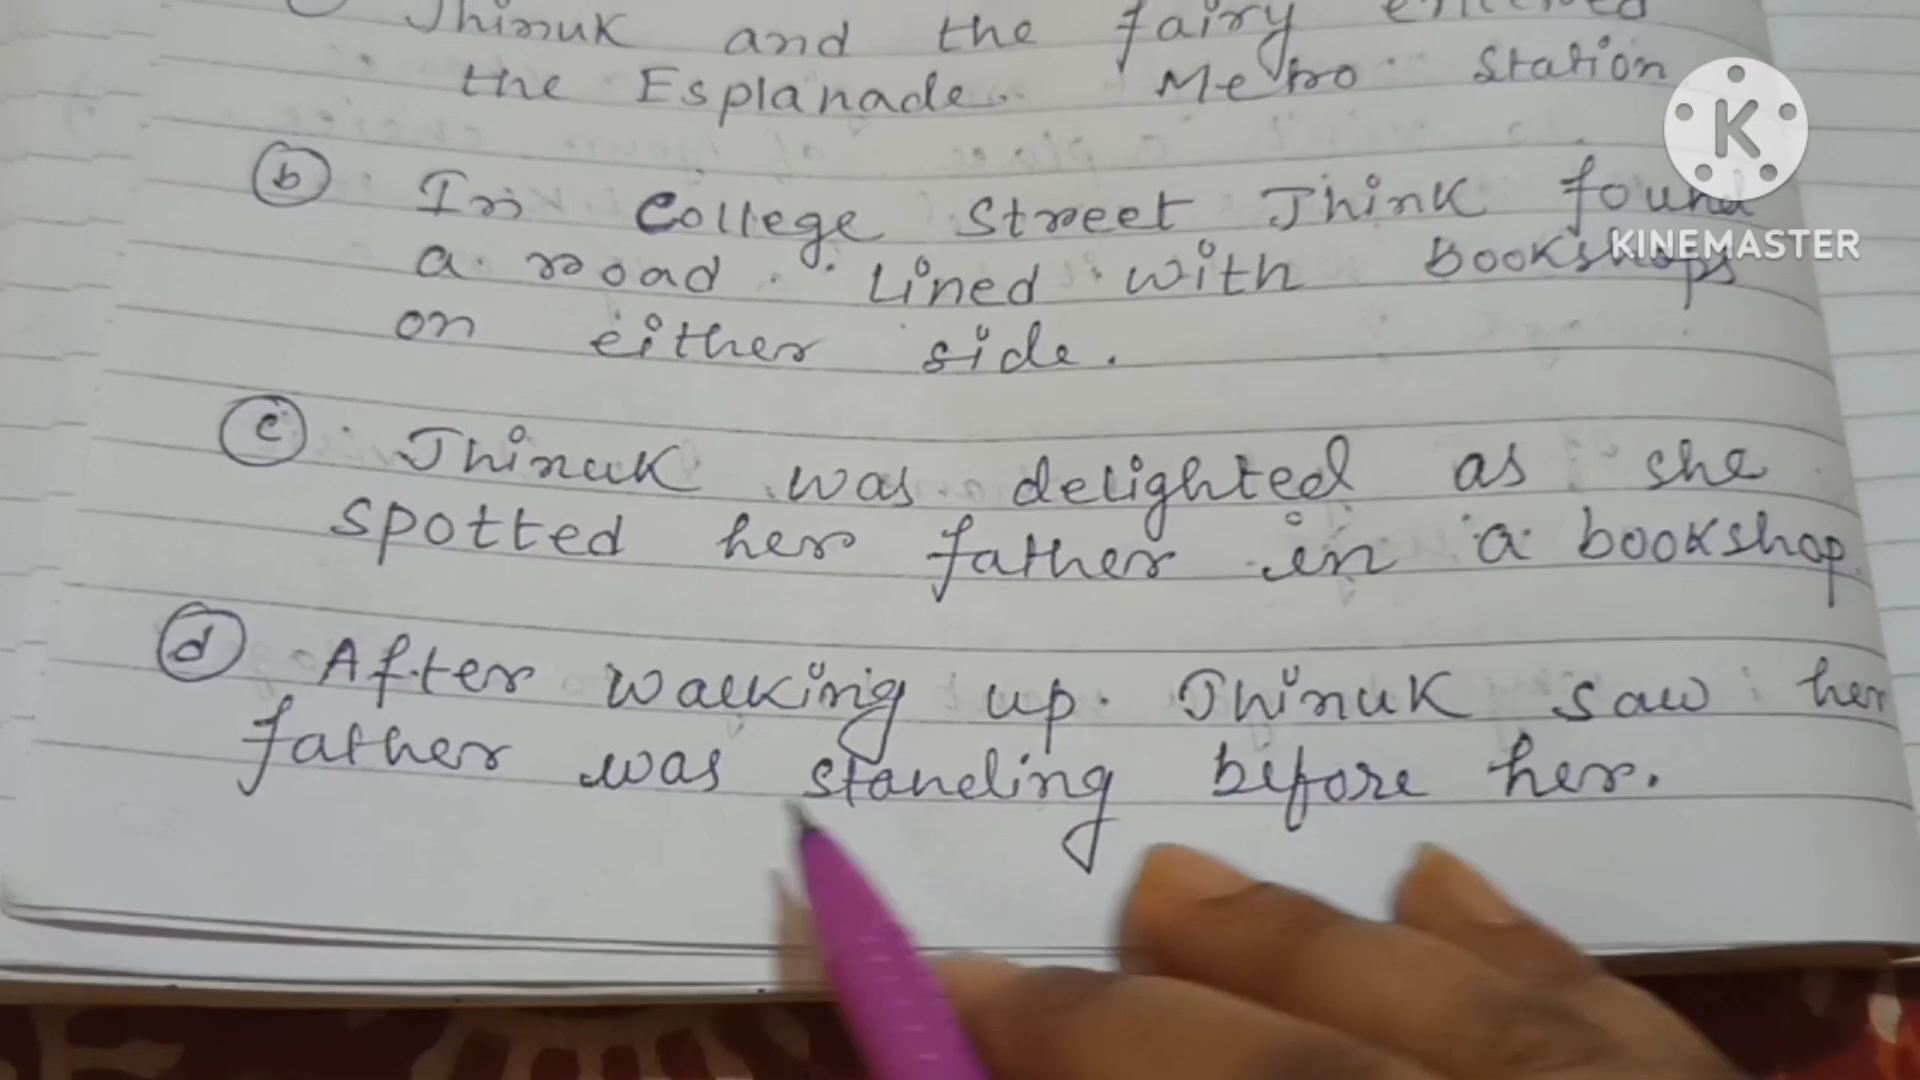 Jhinuk and the fairy entered
the Esplanade. Metro Station
(b) In College Street Jhink found
a road lined with bookshops
on either side.
(c) Jhinuk was delighted as she
spotted her father in a bookshop
(d) After walking up. Jhinuk saw her
father was standing before her.
K
KINEMASTER